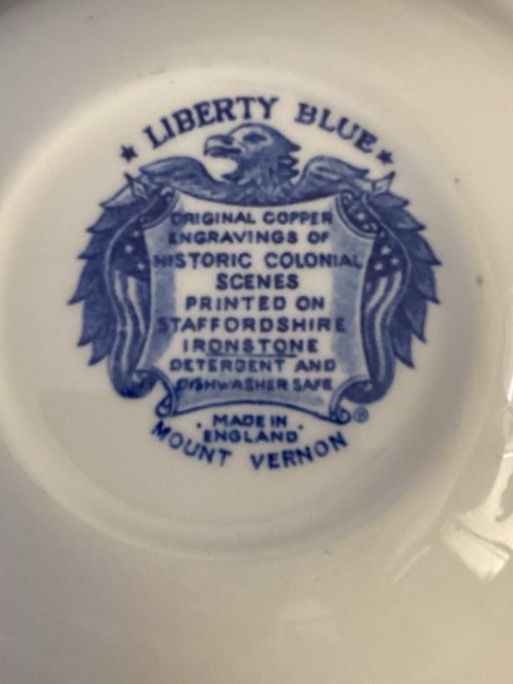 ★ LIBERTY BLUE ★
ORIGINAL COPPER
ENGRAVINGS OF
HISTORIC COLONIAL
SCENES
PRINTED ON
STAFFORDSHIRE
IRONSTONE
DETERGENT AND
DISHWASHER SAFE
®
· MADE IN
ENGLAND ·
MOUNT VERNON